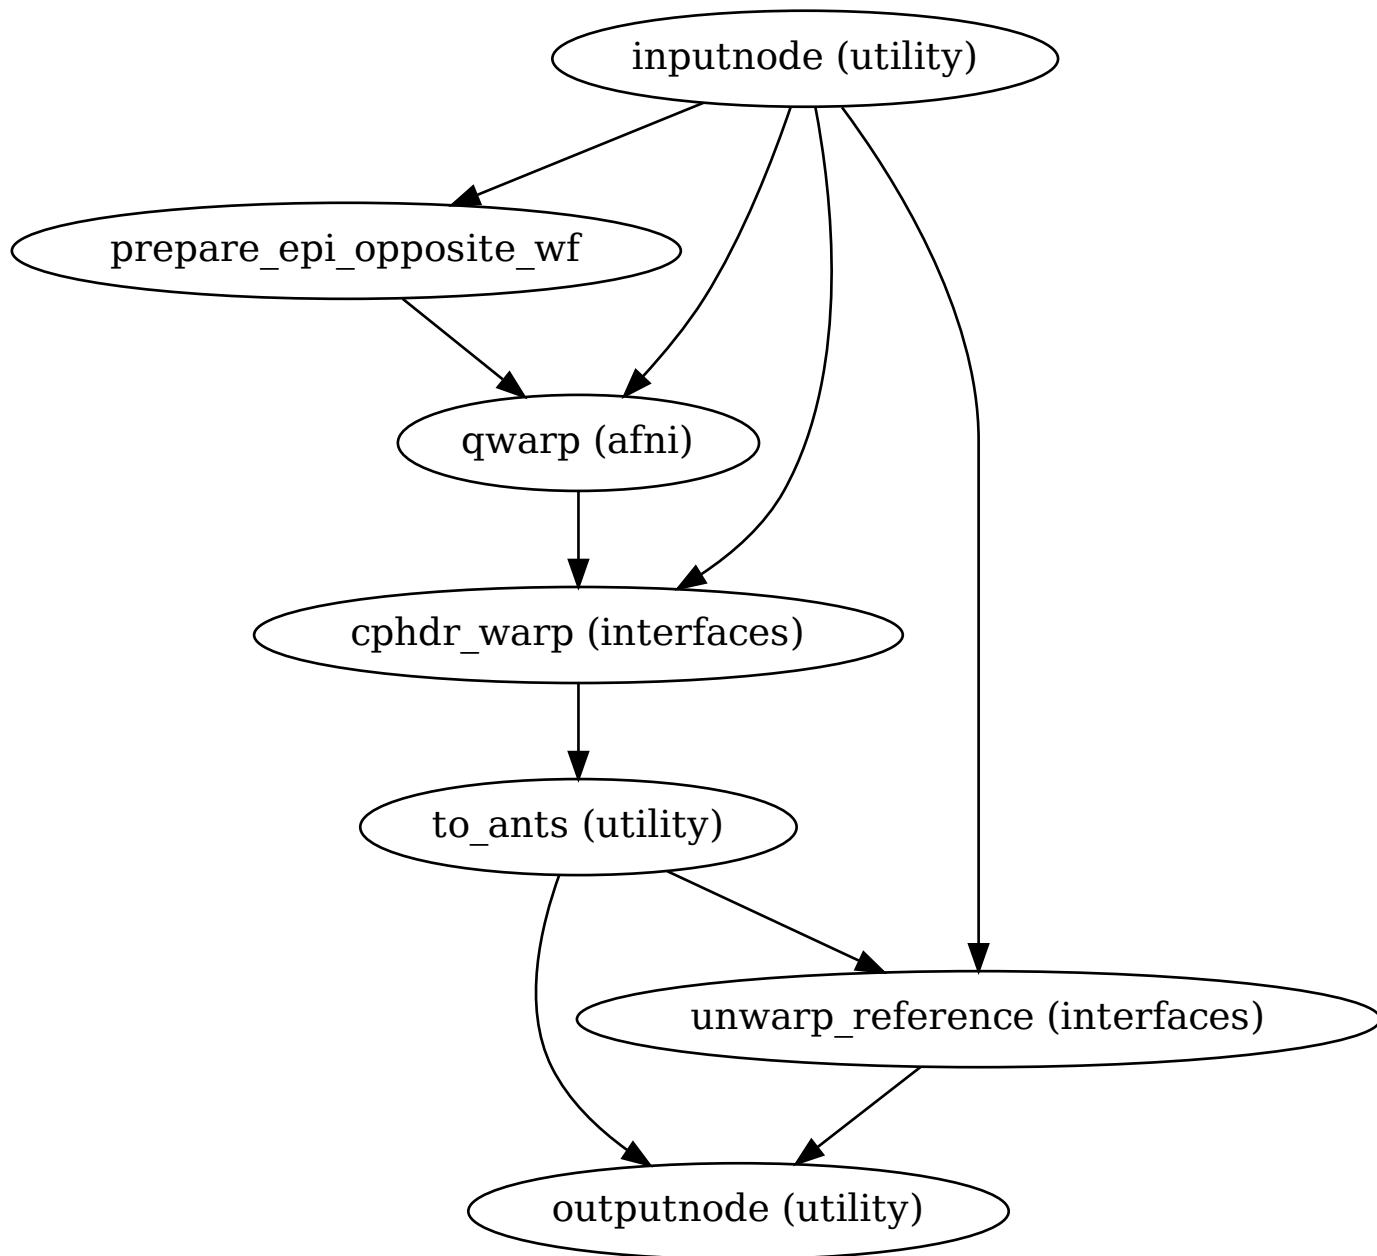 inputnode (utility)
prepare_epi_opposite_wf
qwarp (afni)
cphdr_warp (interfaces)
to_ants (utility)
unwarp_reference (interfaces)
outputnode (utility)